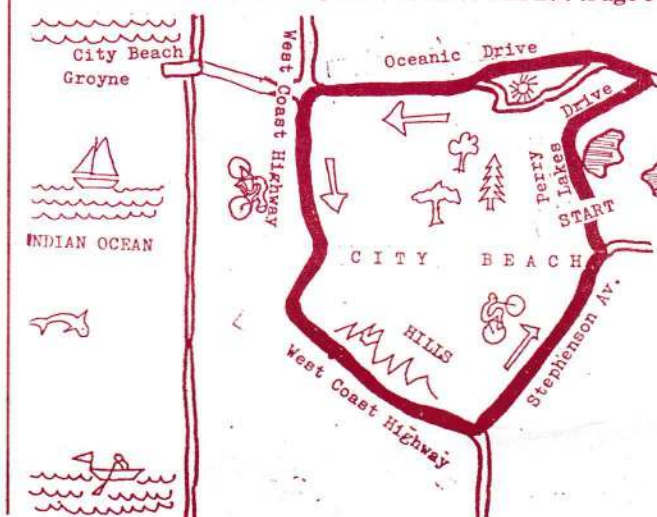 City Beach
Groyne
West Coast Highway
Oceanic Drive
Perry Lakes
Drive
START
INDIAN OCEAN
CITY BEACH
HILLS
West Coast Highway
Stephenson Av.